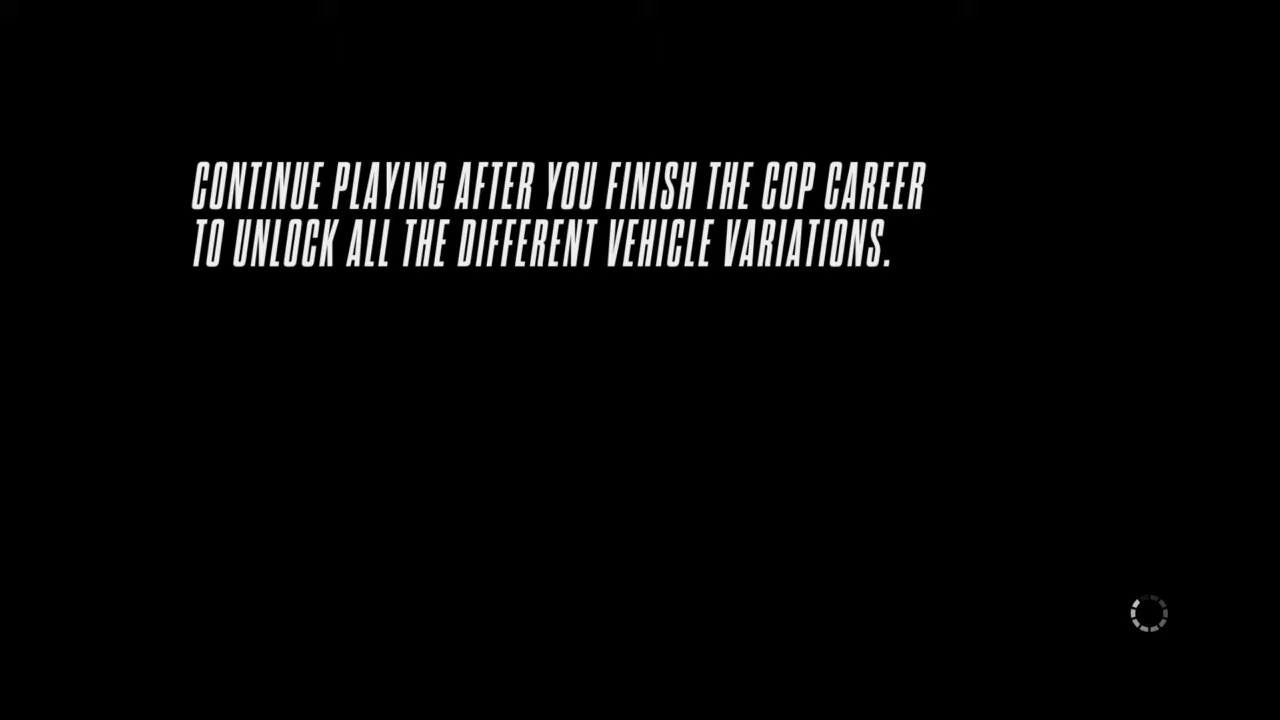 CONTINUE PLAYING AFTER YOU FINISH THE COP CAREER
TO UNLOCK ALL THE DIFFERENT VEHICLE VARIATIONS.